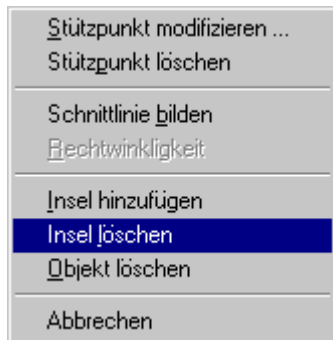 Stützpunkt modifizieren ...
Stützpunkt löschen
Schnittlinie bilden
Rechtwinkligkeit
Insel hinzufügen
Insel löschen
Objekt löschen
Abbrechen